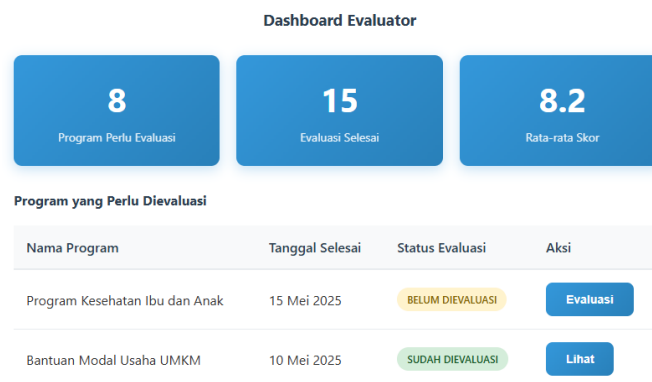 Dashboard Evaluator
8
Program Perlu Evaluasi
15
Evaluasi Selesai
8.2
Rata-rata Skor
Program yang Perlu Dievaluasi
Nama Program Tanggal Selesai Status Evaluasi Aksi
Program Kesehatan Ibu dan Anak 15 Mei 2025 BELUM DIEVALUASI Evaluasi
Bantuan Modal Usaha UMKM 10 Mei 2025 SUDAH DIEVALUASI Lihat